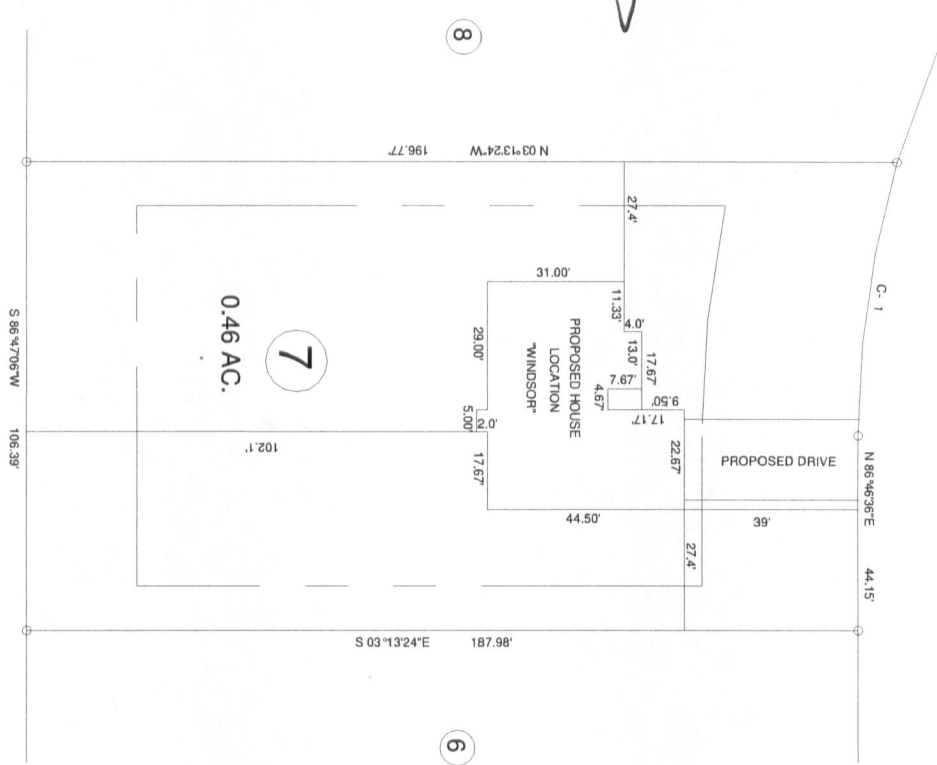 8
N 03°13'24"W 196.77'
C- 1
27.4'
31.00'
11.33'
4.0'
13.0'
17.67'
7.67'
4.67'
9.50'
17.17'
PROPOSED HOUSE
LOCATION
"WINDSOR"
29.00'
5.00'
2.0'
17.67'
22.67'
44.50'
PROPOSED DRIVE
39'
27.4'
N 86°46'36"E 44.15'
7
0.46 AC.
102.1'
S 86°47'06"W 106.39'
S 03°13'24"E 187.98'
6